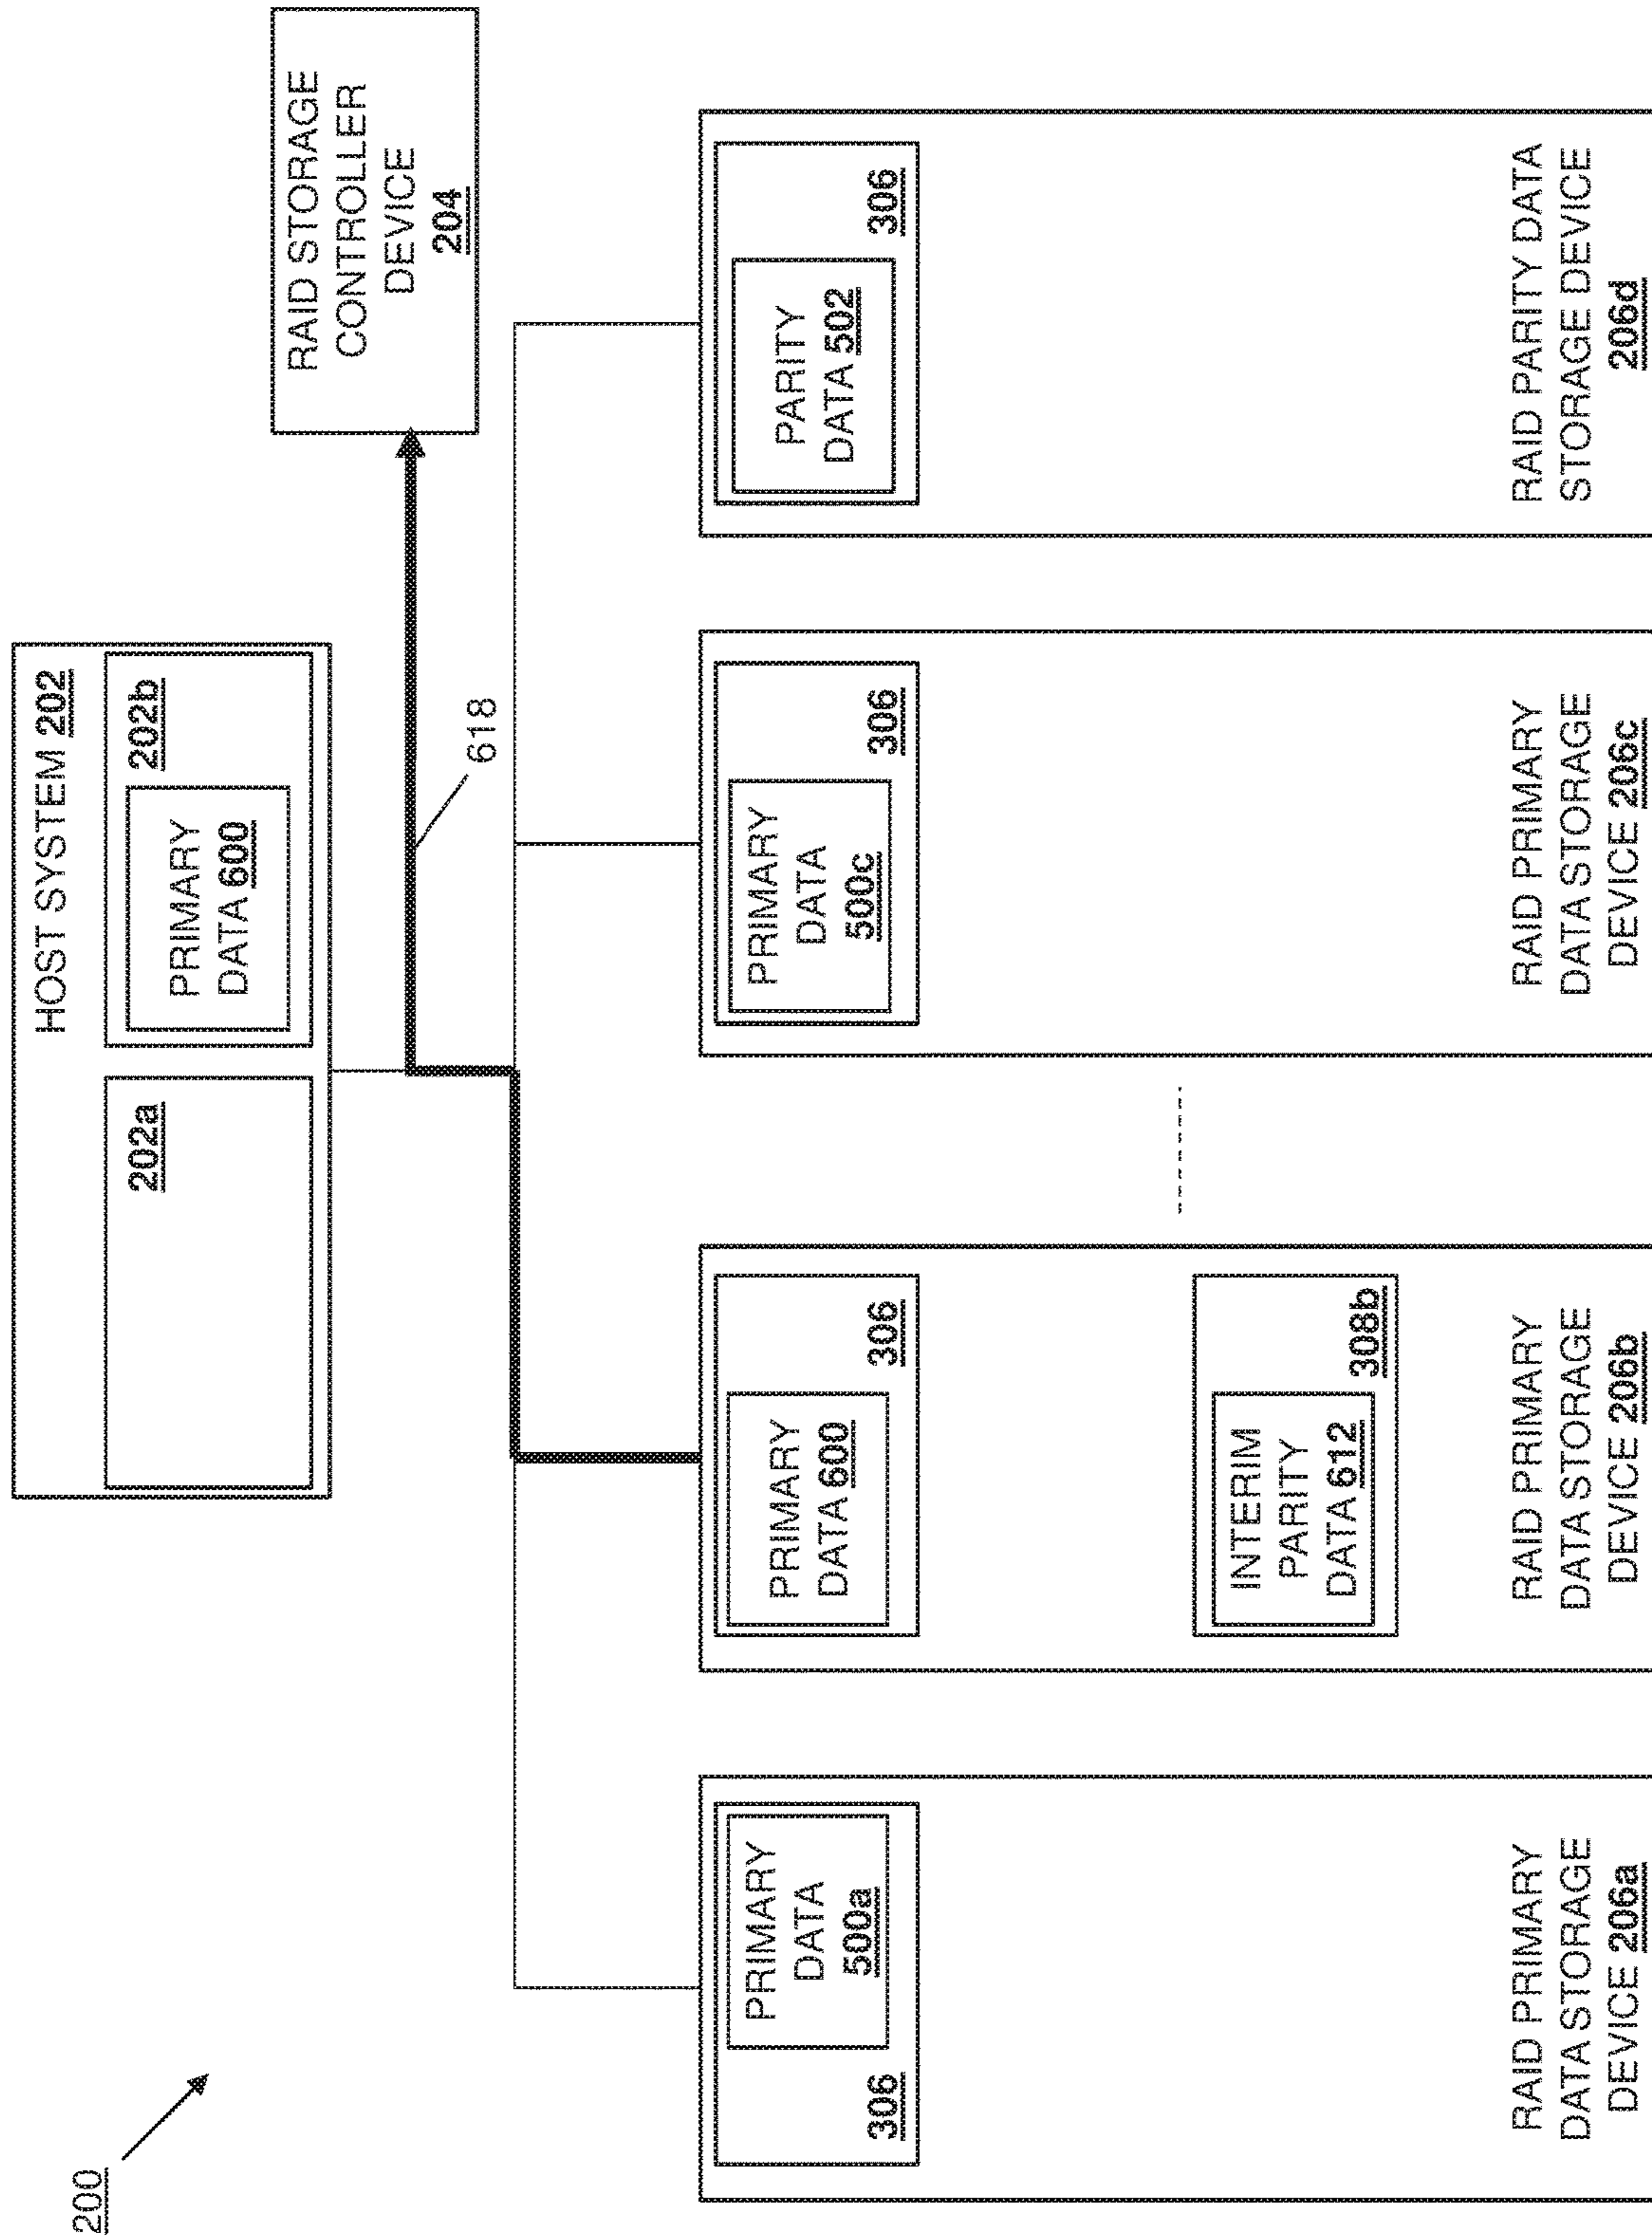 200
HOST SYSTEM 202
202a
202b
PRIMARY
DATA 600
RAID STORAGE
CONTROLLER
DEVICE
204
618
PRIMARY
DATA
500a
306
RAID PRIMARY
DATA STORAGE
DEVICE 206a
PRIMARY
DATA 600
306
INTERIM
PARITY
DATA 612
308b
RAID PRIMARY
DATA STORAGE
DEVICE 206b
PRIMARY
DATA
500c
306
RAID PRIMARY
DATA STORAGE
DEVICE 206c
PARITY
DATA 502
306
RAID PARITY DATA
STORAGE DEVICE
206d